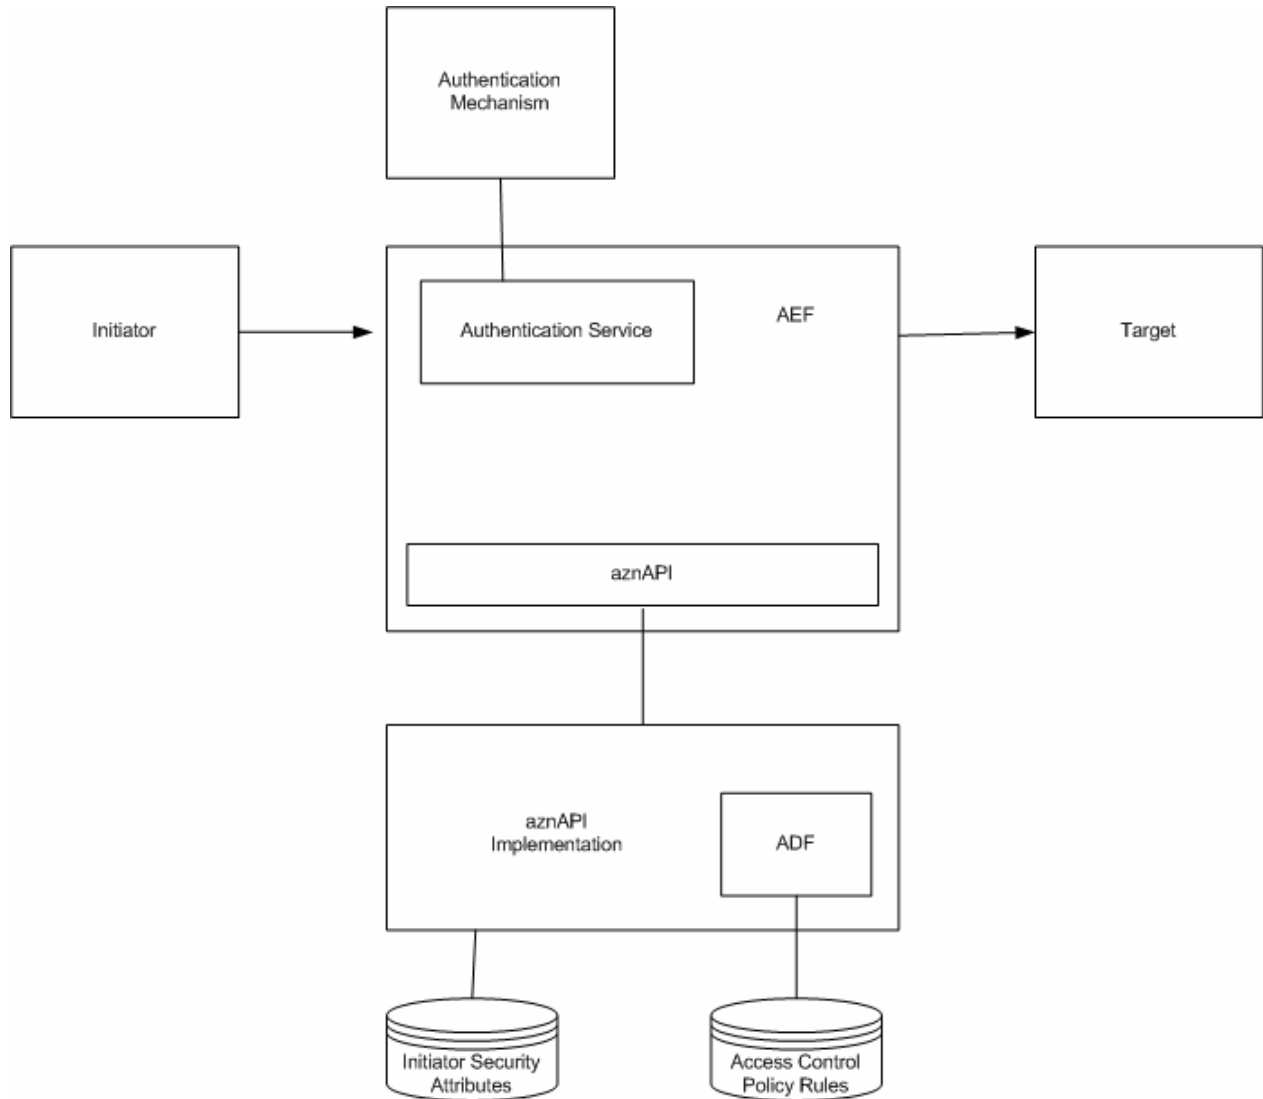 Authentication
Mechanism
Initiator
Authentication Service
AEF
Target
aznAPI
aznAPI
Implementation
ADF
Initiator Security
Attributes
Access Control
Policy Rules